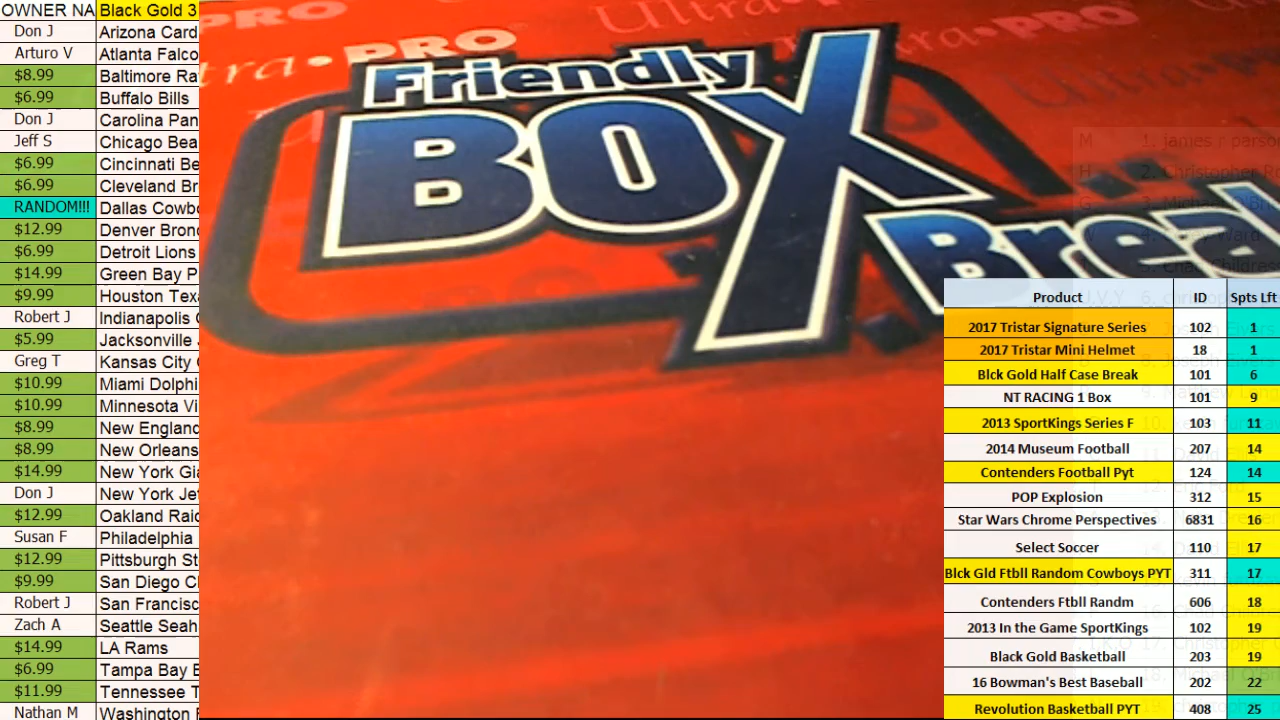 OWNER NA Black Gold 3
Don J Arizona Card
Arturo V Atlanta Falco
$8.99 Baltimore Ra
$6.99 Buffalo Bills
Don J Carolina Pan
Jeff S Chicago Bea
$6.99 Cincinnati Be
$6.99 Cleveland Br
RANDOM!!! Dallas Cowbo
$12.99 Denver Bronc
$6.99 Detroit Lions
$14.99 Green Bay P
$9.99 Houston Texa
Robert J Indianapolis
$5.99 Jacksonville
Greg T Kansas City
$10.99 Miami Dolphi
$10.99 Minnesota Vi
$8.99 New England
$8.99 New Orleans
$14.99 New York Gia
Don J New York Jet
$12.99 Oakland Raid
Susan F Philadelphia
$12.99 Pittsburgh St
$9.99 San Diego C
Robert J San Francisc
Zach A Seattle Seah
$14.99 LA Rams
$6.99 Tampa Bay B
$11.99 Tennessee T
Nathan M Washington
PRO Ultra PRO
tra•PRO
Friendly
BOX
Brea
M 1. james r parso
H 2. Christopher R
Product ID Spts Lft
2017 Tristar Signature Series 102 1
2017 Tristar Mini Helmet 18 1
Blck Gold Half Case Break 101 6
NT RACING 1 Box 101 9
2013 SportKings Series F 103 11
2014 Museum Football 207 14
Contenders Football Pyt 124 14
POP Explosion 312 15
Star Wars Chrome Perspectives 6831 16
Select Soccer 110 17
Blck Gld Ftbll Random Cowboys PYT 311 17
Contenders Ftbll Randm 606 18
2013 In the Game SportKings 102 19
Black Gold Basketball 203 19
16 Bowman's Best Baseball 202 22
Revolution Basketball PYT 408 25